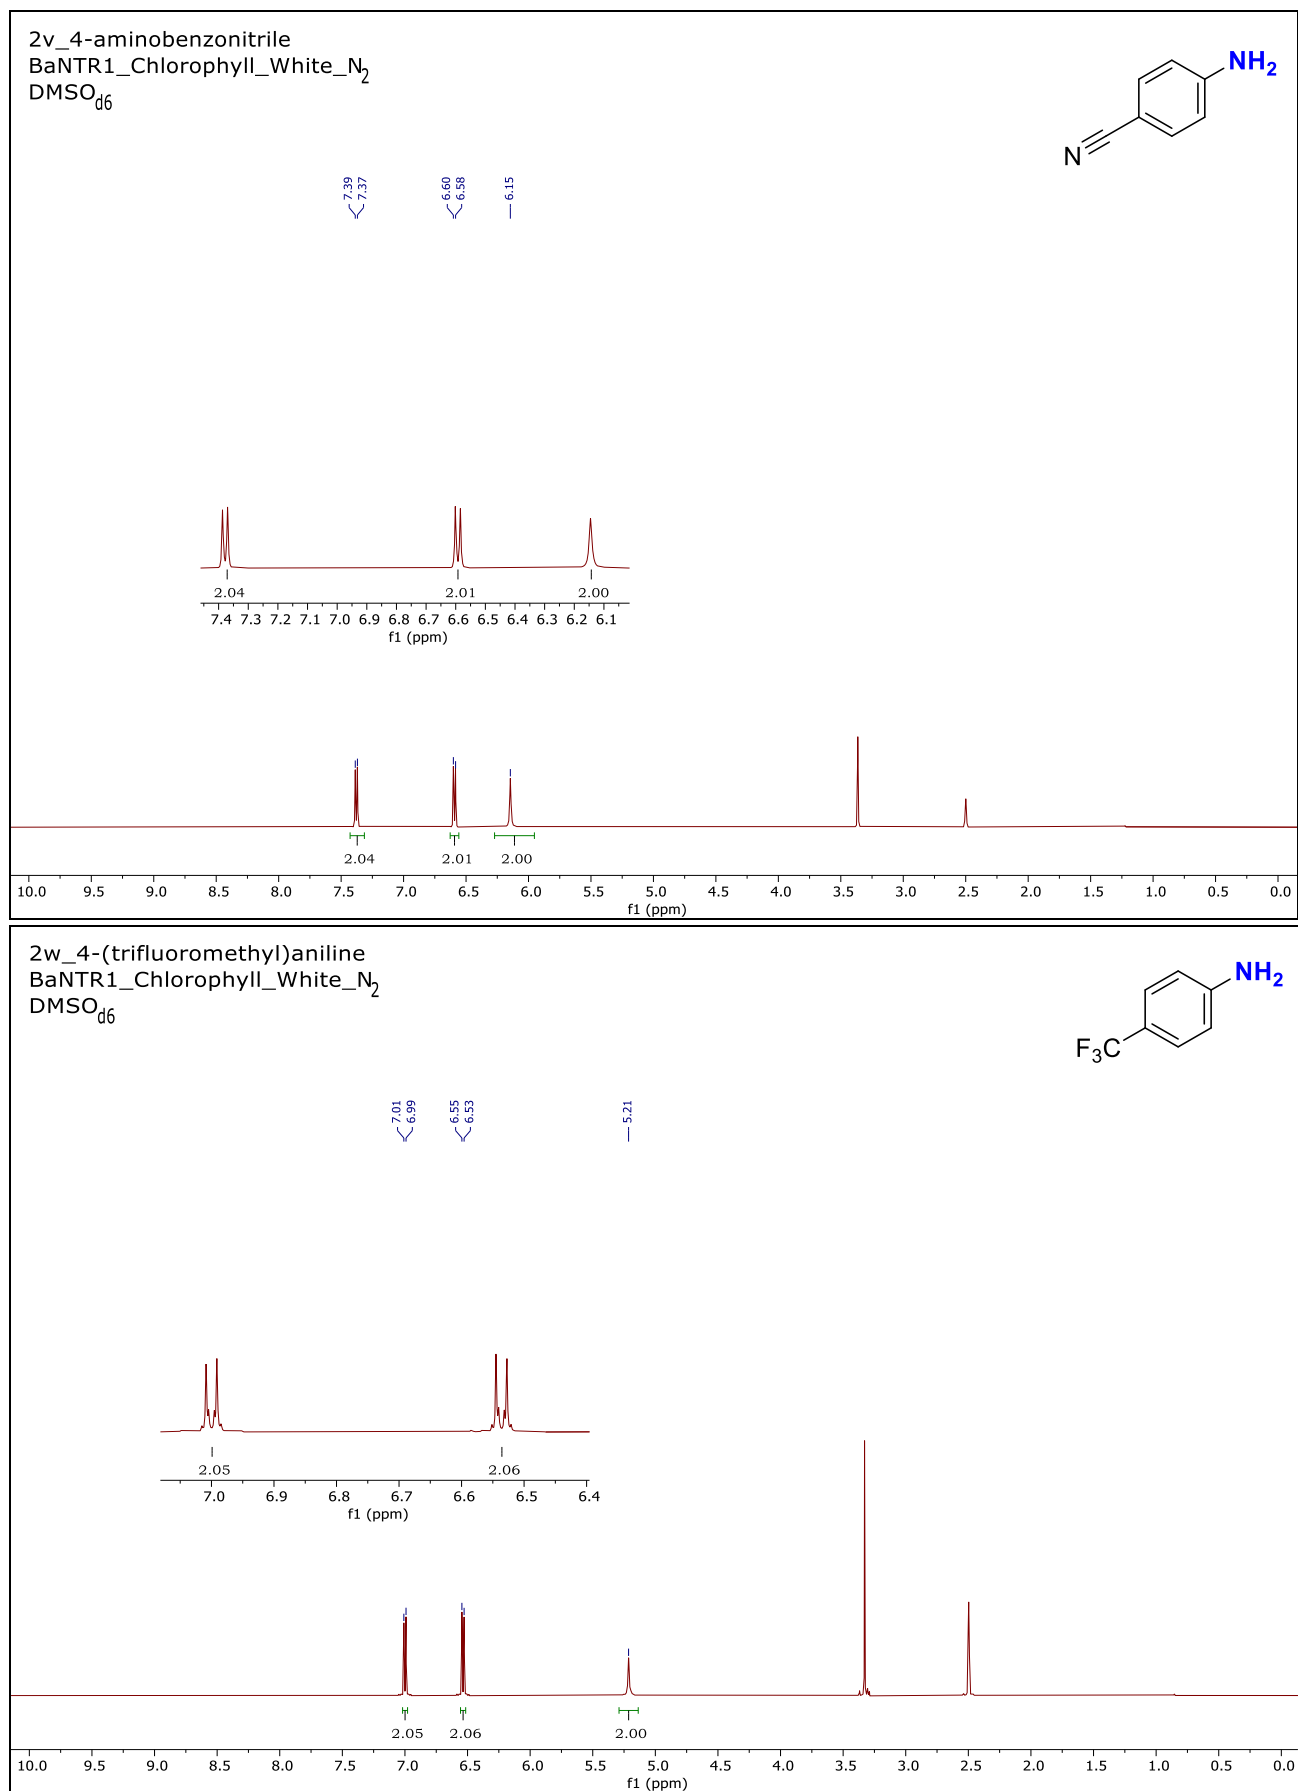 2v_4-aminobenzonitrile
BaNTR1_Chlorophyll_White_N2
DMSOd6
NH2
N
7.39
7.37
6.60
6.58
6.15
2.04 2.01 2.00
7.4 7.3 7.2 7.1 7.0 6.9 6.8 6.7 6.6 6.5 6.4 6.3 6.2 6.1
f1 (ppm)
2.04 2.01 2.00
10.0 9.5 9.0 8.5 8.0 7.5 7.0 6.5 6.0 5.5 5.0 4.5 4.0 3.5 3.0 2.5 2.0 1.5 1.0 0.5 0.0
f1 (ppm)
2w_4-(trifluoromethyl)aniline
BaNTR1_Chlorophyll_White_N2
DMSOd6
NH2
F3C
7.01
6.99
6.55
6.53
5.21
2.05 2.06
7.0 6.9 6.8 6.7 6.6 6.5 6.4
f1 (ppm)
2.05 2.06 2.00
10.0 9.5 9.0 8.5 8.0 7.5 7.0 6.5 6.0 5.5 5.0 4.5 4.0 3.5 3.0 2.5 2.0 1.5 1.0 0.5 0.0
f1 (ppm)